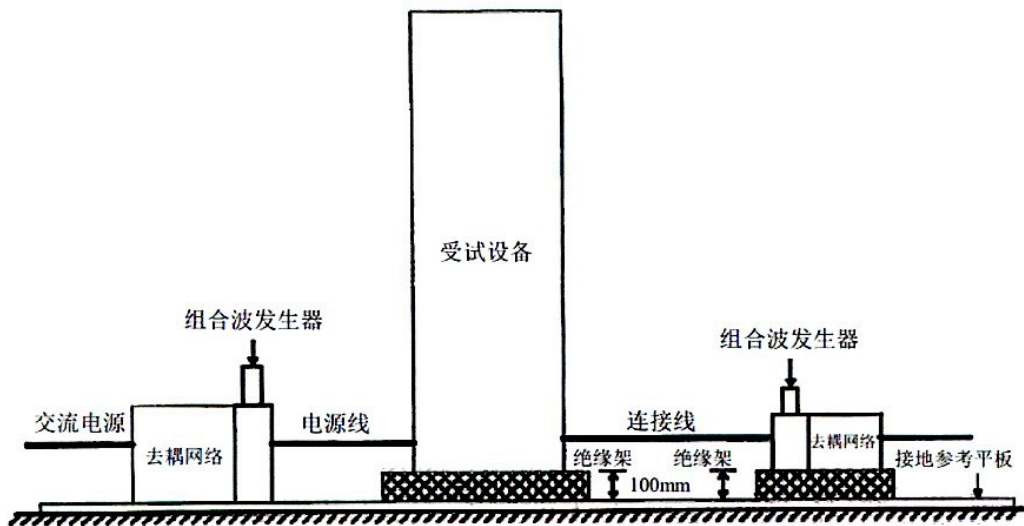 受试设备
组合波发生器
组合波发生器
交流电源
电源线
连接线
去耦网络
去耦网络
绝缘架
绝缘架
接地参考平板
100mm